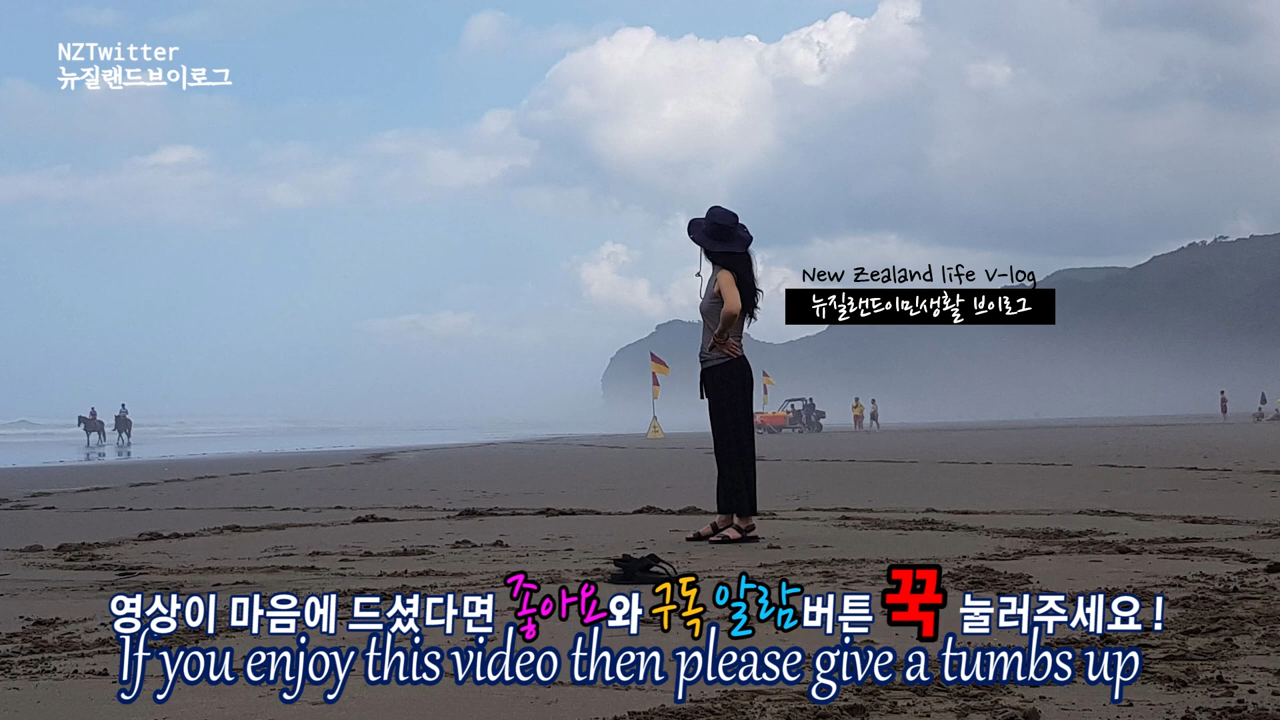 NZTwitter
뉴질랜드브이로그
New Zealand life V-log
뉴질랜드이민생활 브이로그
영상이 마음에 드셨다면 좋아요와 구독 알람버튼 꾹 눌러주세요 !
If you enjoy this video then please give a tumbs up